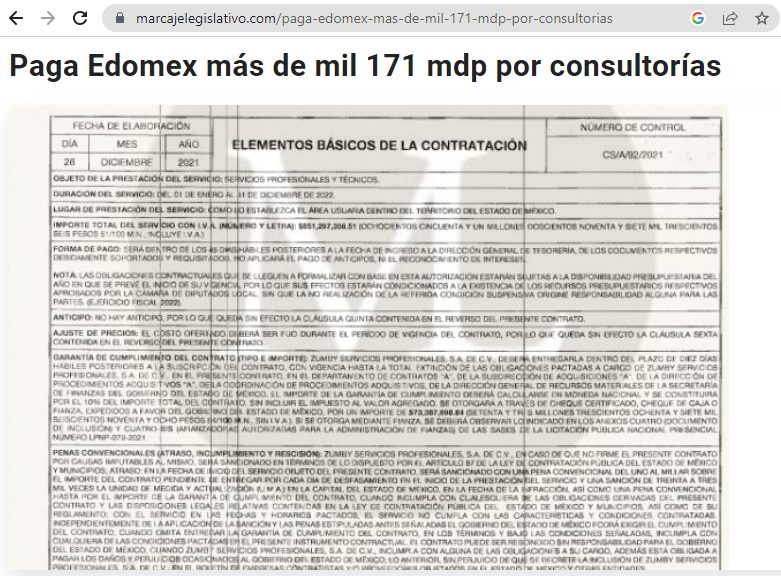 marcajelegislativo.com/paga-edomex-mas-de-mil-171-mdp-por-consultorias
Paga Edomex más de mil 171 mdp por consultorías
FECHA DE ELABORACIÓN
DÍA MES AÑO
28 DICIEMBRE 2021
ELEMENTOS BÁSICOS DE LA CONTRATACIÓN
NÚMERO DE CONTROL
CS/A/92/2021
OBJETO DE LA PRESTACIÓN DEL SERVICIO: SERVICIOS PROFESIONALES Y TÉCNICOS.
DURACIÓN DEL SERVICIO: DEL 01 DE ENERO AL 31 DE DICIEMBRE DE 2022.
LUGAR DE PRESTACIÓN DEL SERVICIO: COMO LO ESTABLEZCA EL ÁREA USUARIA DENTRO DEL TERRITORIO DEL ESTADO DE MÉXICO.
IMPORTE TOTAL DEL SERVICIO CON I.V.A. (NÚMERO Y LETRA): $851,297,306.51 (OCHOCIENTOS CINCUENTA Y UN MILLONES DOSCIENTOS NOVENTA Y SIETE MIL TRESCIENTOS
SEIS PESOS 51/100 M.N., INCLUYE I.V.A.)
FORMA DE PAGO: SERÁ DENTRO DE LOS 45 DÍAS HÁBILES POSTERIORES A LA FECHA DE INGRESO A LA DIRECCIÓN GENERAL DE TESORERÍA, DE LOS DOCUMENTOS RESPECTIVOS
DEBIDAMENTE SOPORTADOS Y REQUISITADOS. NO APLICARÁ EL PAGO DE ANTICIPOS, NI EL RECONOCIMIENTO DE INTERESES.
NOTA: LAS OBLIGACIONES CONTRACTUALES QUE SE LLEGUEN A FORMALIZAR CON BASE EN ESTA AUTORIZACIÓN ESTARÁN SUJETAS A LA DISPONIBILIDAD PRESUPUESTARIA DEL
AÑO EN QUE SE PREVÉ EL INICIO DE SU VIGENCIA, POR LO QUE SUS EFECTOS ESTARÁN CONDICIONADOS A LA EXISTENCIA DE LOS RECURSOS PRESUPUESTARIOS RESPECTIVOS
APROBADOS POR LA CÁMARA DE DIPUTADOS LOCAL, SIN QUE LA NO REALIZACIÓN DE LA REFERIDA CONDICIÓN SUSPENSIVA ORIGINE RESPONSABILIDAD ALGUNA PARA LAS
PARTES. (EJERCICIO FISCAL 2022)
ANTICIPO: NO HAY ANTICIPO, POR LO QUE QUEDA SIN EFECTO LA CLÁUSULA QUINTA CONTENIDA EN EL REVERSO DEL PRESENTE CONTRATO.
AJUSTE DE PRECIOS: EL COSTO OFERTADO DEBERÁ SER FIJO DURANTE EL PERIODO DE VIGENCIA DEL CONTRATO, POR LO QUE QUEDA SIN EFECTO LA CLÁUSULA SEXTA
CONTENIDA EN EL REVERSO DEL PRESENTE CONTRATO.
GARANTÍA DE CUMPLIMIENTO DEL CONTRATO (TIPO E IMPORTE): ZUMBY SERVICIOS PROFESIONALES, S.A. DE C.V. DEBERÁ ENTREGARLA DENTRO DEL PLAZO DE DIEZ DÍAS
HÁBILES POSTERIORES A LA SUSCRIPCIÓN DEL CONTRATO, CON VIGENCIA HASTA LA TOTAL EXTINCIÓN DE LAS OBLIGACIONES PACTADAS A CARGO DE ZUMBY SERVICIOS
PROFESIONALES, S.A. DE C.V. EN EL PRESENTE CONTRATO, EN EL DEPARTAMENTO DE CONTRATOS "A", DE LA SUBDIRECCIÓN DE ADQUISICIONES "A", DE LA DIRECCIÓN DE
PROCEDIMIENTOS ADQUISITIVOS "A", DE LA COORDINACIÓN DE PROCEDIMIENTOS ADQUISITIVOS, DE LA DIRECCIÓN GENERAL DE RECURSOS MATERIALES DE LA SECRETARÍA
DE FINANZAS DEL GOBIERNO DEL ESTADO DE MÉXICO. EL IMPORTE DE LA GARANTÍA DE CUMPLIMIENTO DEBERÁ CALCULARSE EN MONEDA NACIONAL Y SE CONSTITUIRÁ
POR EL 10% DEL IMPORTE TOTAL DEL CONTRATO, SIN INCLUIR EL IMPUESTO AL VALOR AGREGADO. SE OTORGARÁ A TRAVÉS DE CHEQUE CERTIFICADO, CHEQUE DE CAJA O
FIANZA, EXPEDIDOS A FAVOR DEL GOBIERNO DEL ESTADO DE MÉXICO, POR UN IMPORTE DE $73,387,698.84 (SETENTA Y TRES MILLONES TRESCIENTOS OCHENTA Y SIETE MIL
SEISCIENTOS NOVENTA Y OCHO PESOS 84/100 M.N., SIN I.V.A.). SI SE OTORGA MEDIANTE FIANZA, SE DEBERÁ OBSERVAR LO INDICADO EN LOS ANEXOS CUATRO (DOCUMENTO
DE INCLUSIÓN) Y CUATRO BIS (AFIANZADORAS AUTORIZADAS PARA LA ADMINISTRACIÓN DE FIANZAS) DE LAS BASES DE LA LICITACIÓN PÚBLICA NACIONAL PRESENCIAL
NÚMERO LPNP-079-2021.
PENAS CONVENCIONALES (ATRASO, INCUMPLIMIENTO Y RESCISIÓN): ZUMBY SERVICIOS PROFESIONALES, S.A. DE C.V., EN CASO DE QUE NO FIRME EL PRESENTE CONTRATO
POR CAUSAS IMPUTABLES AL MISMO, SERÁ SANCIONADO EN TÉRMINOS DE LO DISPUESTO POR EL ARTÍCULO 87 DE LA LEY DE CONTRATACIÓN PÚBLICA DEL ESTADO DE MÉXICO
Y MUNICIPIOS; ATRASO EN LA FECHA DE INICIO DEL SERVICIO OBJETO DEL PRESENTE CONTRATO, SERÁ SANCIONADO CON UNA PENA CONVENCIONAL DEL UNO AL MILLAR SOBRE
EL IMPORTE DEL CONTRATO PENDIENTE DE ENTREGAR POR CADA DÍA DE DESFASAMIENTO EN EL INICIO DE LA PRESTACIÓN DEL SERVICIO Y UNA SANCIÓN DE TREINTA A TRES
MIL VECES LA UNIDAD DE MEDIDA Y ACTUALIZACIÓN (U.M.A.) EN LA CAPITAL DEL ESTADO DE MÉXICO, EN LA FECHA DE LA INFRACCIÓN, ASÍ COMO UNA PENA CONVENCIONAL
HASTA POR EL IMPORTE DE LA GARANTÍA DE CUMPLIMIENTO DEL CONTRATO, CUANDO INCUMPLA CON CUALESQUIERA DE LAS OBLIGACIONES DERIVADAS DEL PRESENTE
CONTRATO Y LAS DISPOSICIONES LEGALES RELATIVAS CONTENIDAS EN LA LEY DE CONTRATACIÓN PÚBLICA DEL ESTADO DE MÉXICO Y MUNICIPIOS, ASÍ COMO DE SU
REGLAMENTO; CON EL SERVICIO EN LAS FECHAS Y HORARIOS PACTADOS, EL SERVICIO NO CUMPLA CON LAS CARACTERÍSTICAS Y CONDICIONES CONTRATADAS.
INDEPENDIENTEMENTE DE LA APLICACIÓN DE LA SANCIÓN Y LAS PENAS ESTIPULADAS ANTES SEÑALADAS EL GOBIERNO DEL ESTADO DE MÉXICO PODRÁ EXIGIR EL CUMPLIMIENTO
DEL CONTRATO, CUANDO OMITA ENTREGAR LA GARANTÍA DE CUMPLIMIENTO DEL CONTRATO, EN LOS TÉRMINOS Y BAJO LAS CONDICIONES SEÑALADAS, INCUMPLA CON
CUALQUIERA DE LAS CONDICIONES PACTADAS EN EL PRESENTE INSTRUMENTO CONTRACTUAL. EL CONTRATO PUEDE SER RESCINDIDO SIN RESPONSABILIDAD PARA EL GOBIERNO
DEL ESTADO DE MÉXICO, CUANDO ZUMBY SERVICIOS PROFESIONALES, S.A. DE C.V., INCUMPLA CON ALGUNA DE LAS OBLIGACIONES A SU CARGO, ADEMÁS ESTÁ OBLIGADA A
PAGAR LOS DAÑOS Y PERJUICIOS OCASIONADOS AL GOBIERNO DEL ESTADO DE MÉXICO; LO ANTERIOR, SIN PERJUICIO DE QUE SE DECRETE LA INCLUSIÓN DE ZUMBY SERVICIOS
PROFESIONALES, S.A. DE C.V. EN EL BOLETÍN DE EMPRESAS CONTRATISTAS Y/O PROVEEDORES OBJETADOS EN EL ESTADO DE MÉXICO Y OTRAS ENTIDADES.